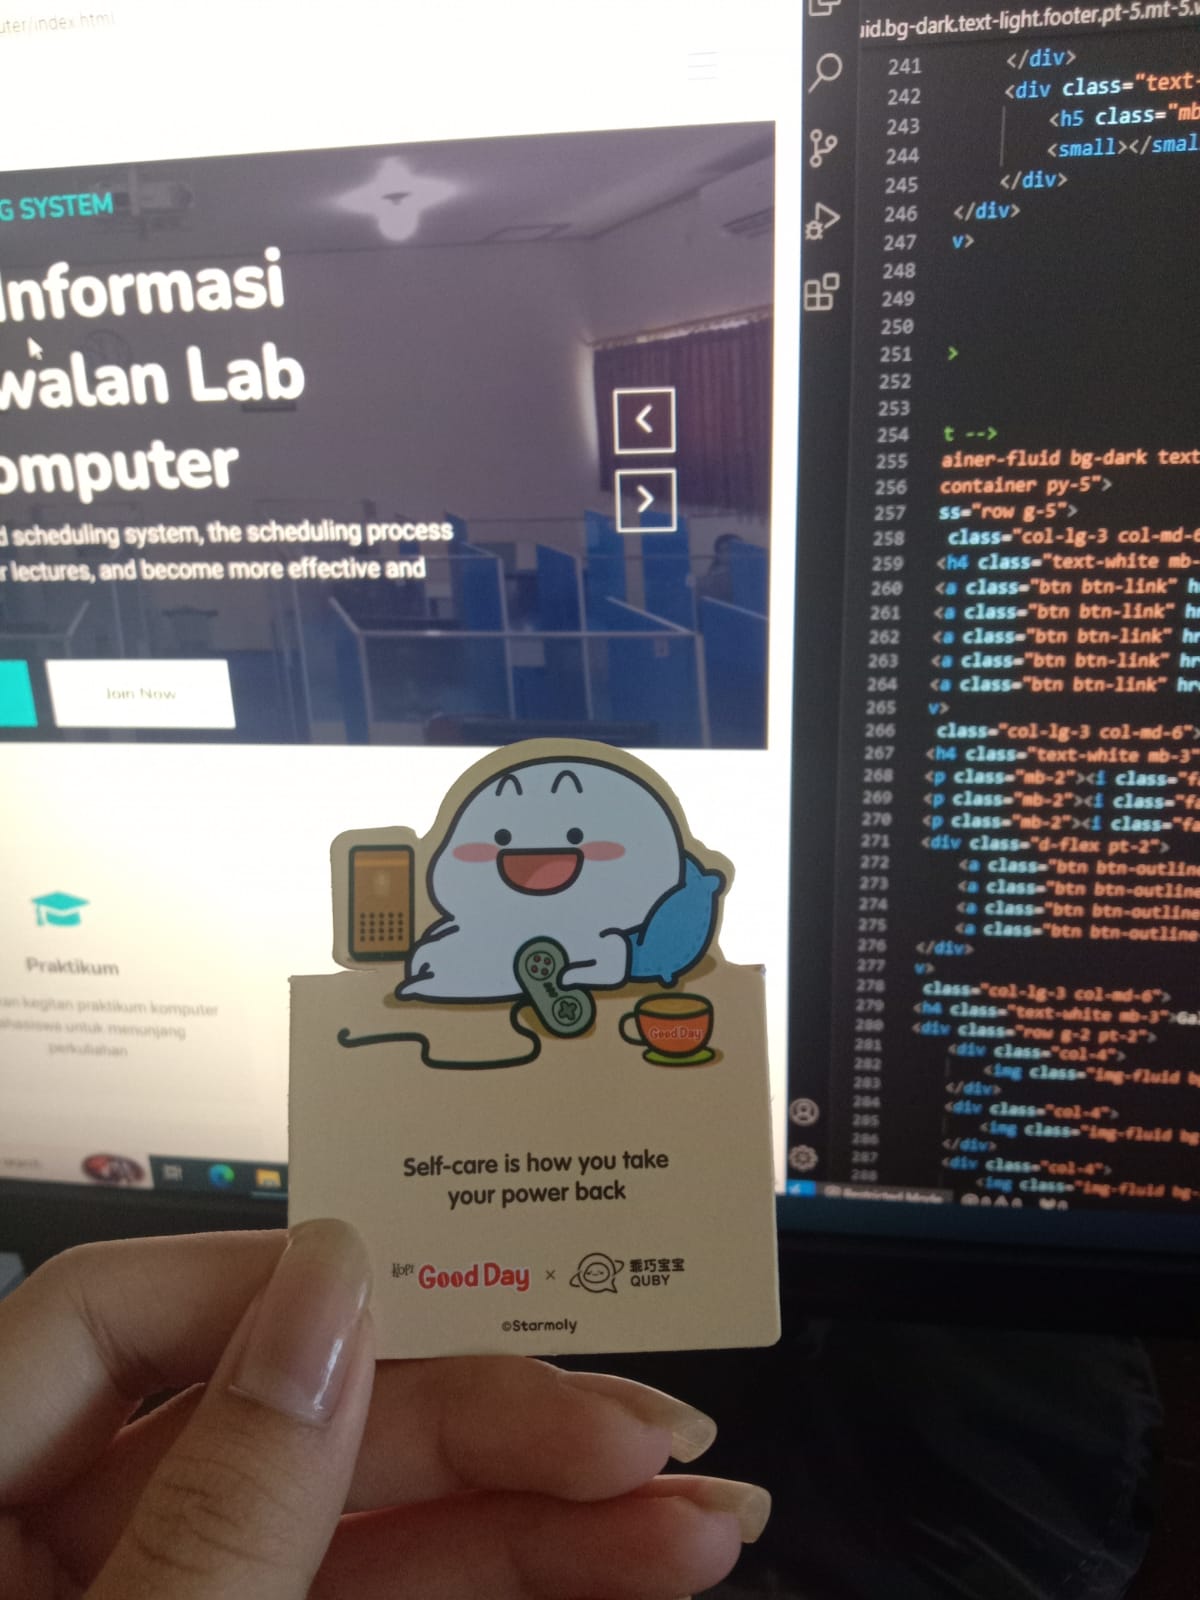 uter/index.html
G SYSTEM
Informasi
walan Lab
omputer
d scheduling system, the scheduling process
r lectures, and become more effective and
Join Now
Praktikum
kegitan praktikum komputer
untuk menunjang
perkuliahan
Self-care is how you take
your power back
KOPI Good Day × 乖巧宝宝
QUBY
©Starmoly
Good Day
uid.bg-dark.text-light.footer.pt-5.mt-5.
241 </div>
242 <div class="text-
243 <h5 class="mb
244 <small></smal
245 </div>
246 </div>
247 v>
248
249
250
251 >
252
253
254 t -->
255 ainer-fluid bg-dark text
256 container py-5">
257 ss="row g-5">
258 class="col-lg-3 col-md-6
259 <h4 class="text-white mb-
260 <a class="btn btn-link" h
261 <a class="btn btn-link" hr
262 <a class="btn btn-link" hr
263 <a class="btn btn-link" hr
264 <a class="btn btn-link" hr
265 v>
266 class="col-lg-3 col-md-6">
267 <h4 class="text-white mb-3"
268 <p class="mb-2"><i class="f
269 <p class="mb-2"><i class="fa
270 <p class="mb-2"><i class="fa
271 <div class="d-flex pt-2">
272 <a class="btn btn-outline
273 <a class="btn btn-outline
274 <a class="btn btn-outline
275 <a class="btn btn-outline
276 </div>
277 v>
278 class="col-lg-3 col-md-6">
279 <h4 class="text-white mb-3">Ga
280 <div class="row g-2 pt-2">
281 <div class="col-4">
282 <img class="img-fluid b
283 </div>
284 <div class="col-4">
285 <img class="img-fluid bg
286 </div>
287 <div class="col-4">
288 <img class="img-fluid bg-
Restricted Mode